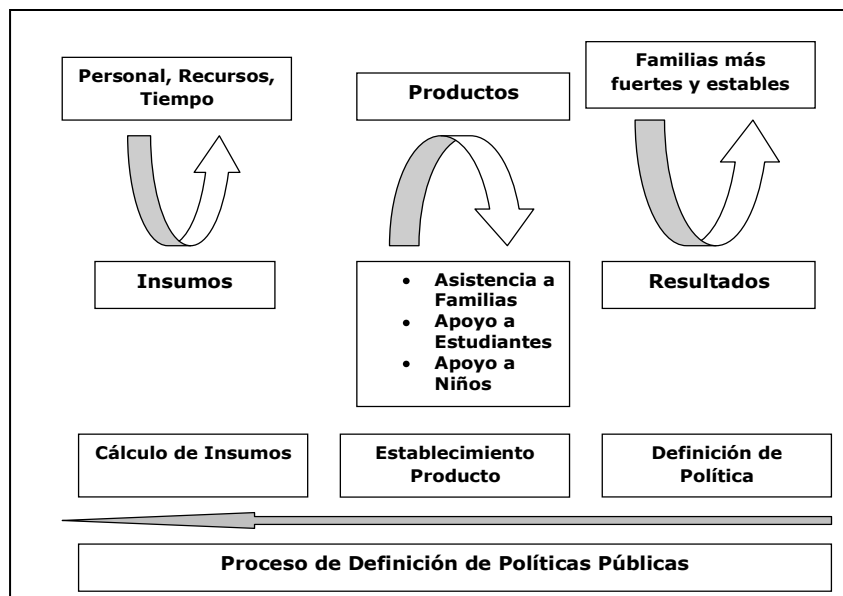 Personal, Recursos,
Tiempo
Productos
Familias más
fuertes y estables
Insumos
• Asistencia a
Familias
• Apoyo a
Estudiantes
• Apoyo a
Niños
Resultados
Cálculo de Insumos
Establecimiento
Producto
Definición de
Política
Proceso de Definición de Políticas Públicas